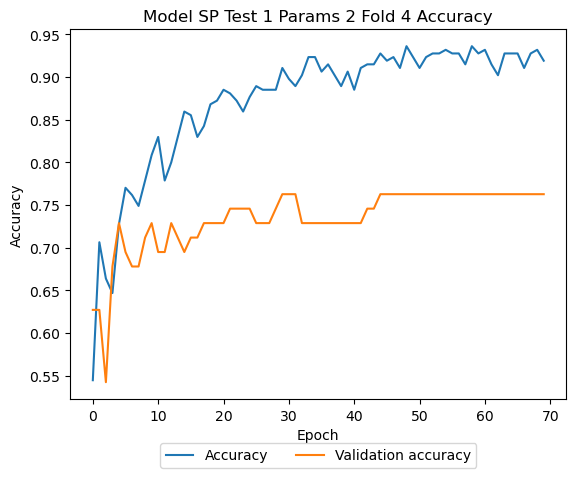 Model SP Test 1 Params 2 Fold 4 Accuracy
0.95
0.90
0.85
0.80
0.75
0.70
0.65
0.60
0.55
Accuracy
0 10 20 30 40 50 60 70
Epoch
Accuracy Validation accuracy